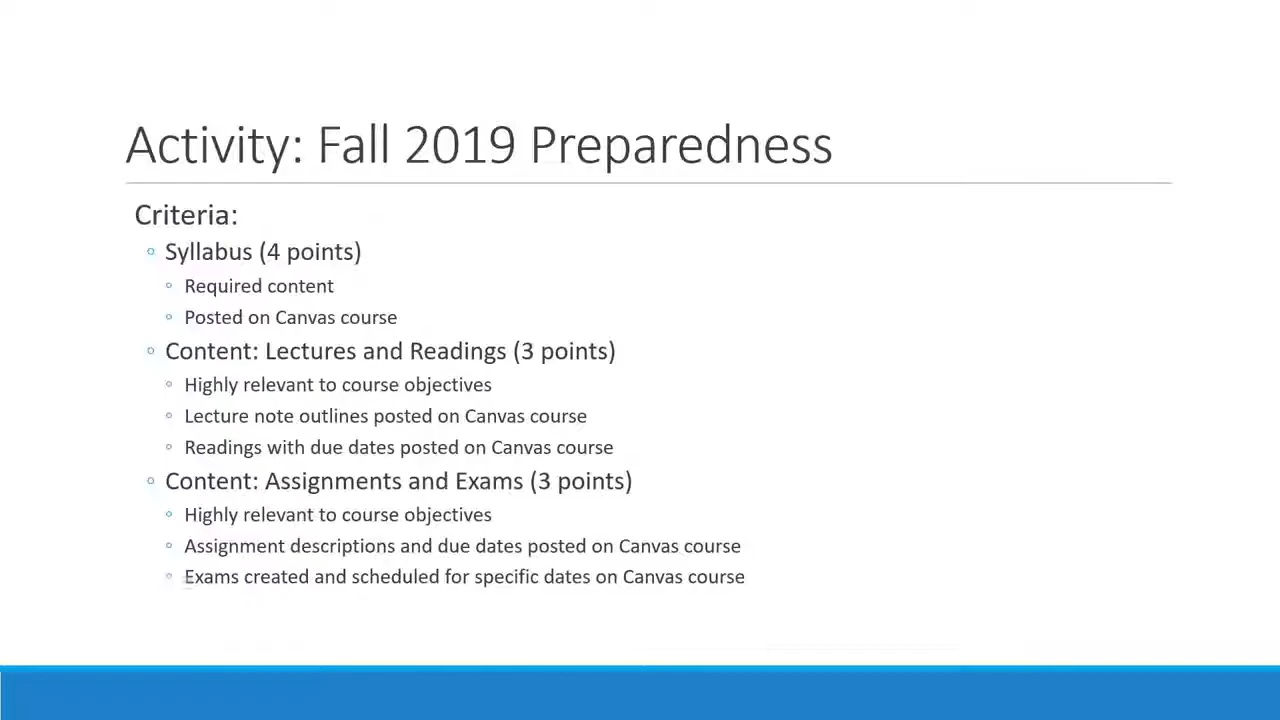 Activity: Fall 2019 Preparedness
Criteria:
◦ Syllabus (4 points)
◦ Required content
◦ Posted on Canvas course
◦ Content: Lectures and Readings (3 points)
◦ Highly relevant to course objectives
◦ Lecture note outlines posted on Canvas course
◦ Readings with due dates posted on Canvas course
◦ Content: Assignments and Exams (3 points)
◦ Highly relevant to course objectives
◦ Assignment descriptions and due dates posted on Canvas course
◦ Exams created and scheduled for specific dates on Canvas course